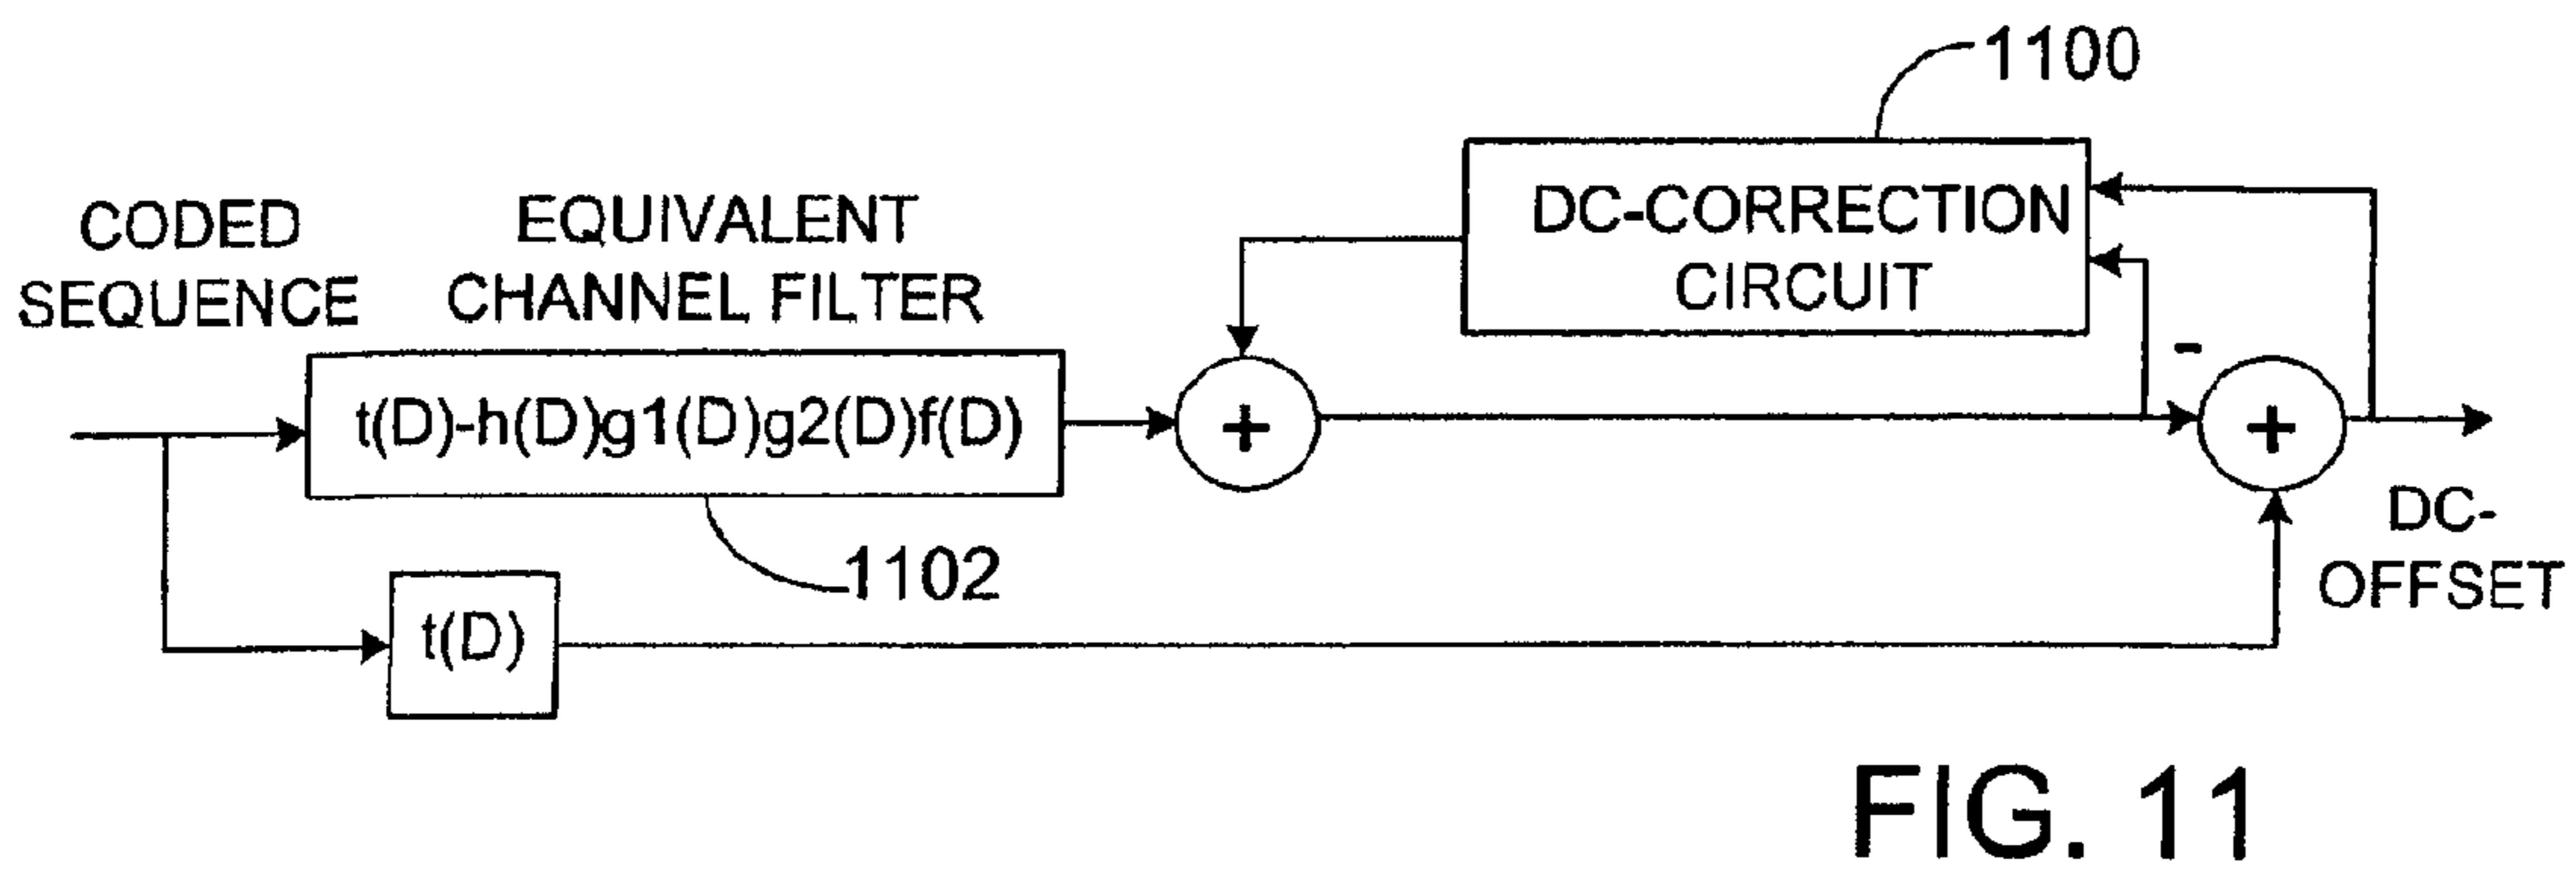 1100
DC-CORRECTION
CIRCUIT
CODED
SEQUENCE
EQUIVALENT
CHANNEL FILTER
t(D)-h(D)g1(D)g2(D)f(D)
+
-
+
1102
t(D)
DC-
OFFSET
FIG. 11